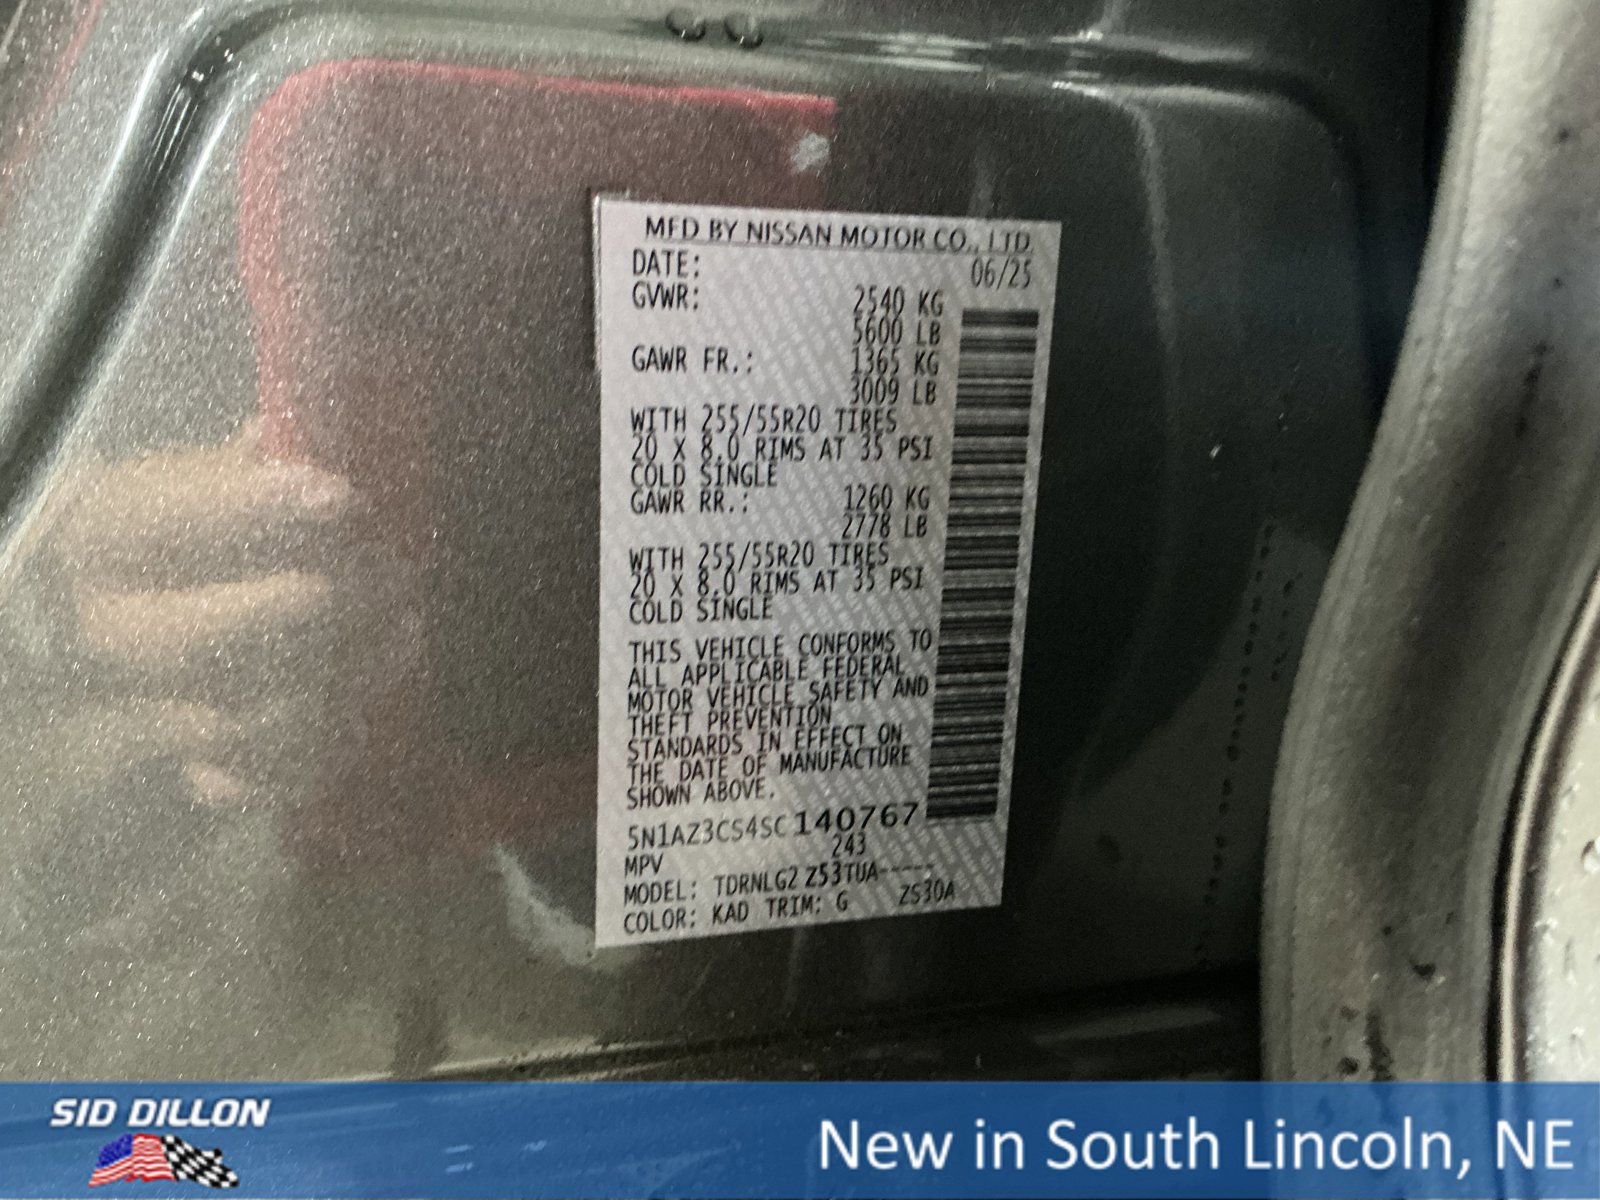 MFD BY NISSAN MOTOR CO., LTD.
DATE: 06/25
GVWR: 2540 KG
5600 LB
GAWR FR.: 1365 KG
3009 LB
WITH 255/55R20 TIRES
20 X 8.0 RIMS AT 35 PSI
COLD SINGLE
GAWR RR.: 1260 KG
2778 LB
WITH 255/55R20 TIRES
20 X 8.0 RIMS AT 35 PSI
COLD SINGLE
THIS VEHICLE CONFORMS TO
ALL APPLICABLE FEDERAL
MOTOR VEHICLE SAFETY AND
THEFT PREVENTION
STANDARDS IN EFFECT ON
THE DATE OF MANUFACTURE
SHOWN ABOVE.
5N1AZ3CS4SC140767
MPV 243
MODEL: TDRNLG2 Z53TUA-----
COLOR: KAD TRIM: G ZS30A
SID DILLON
New in South Lincoln, NE